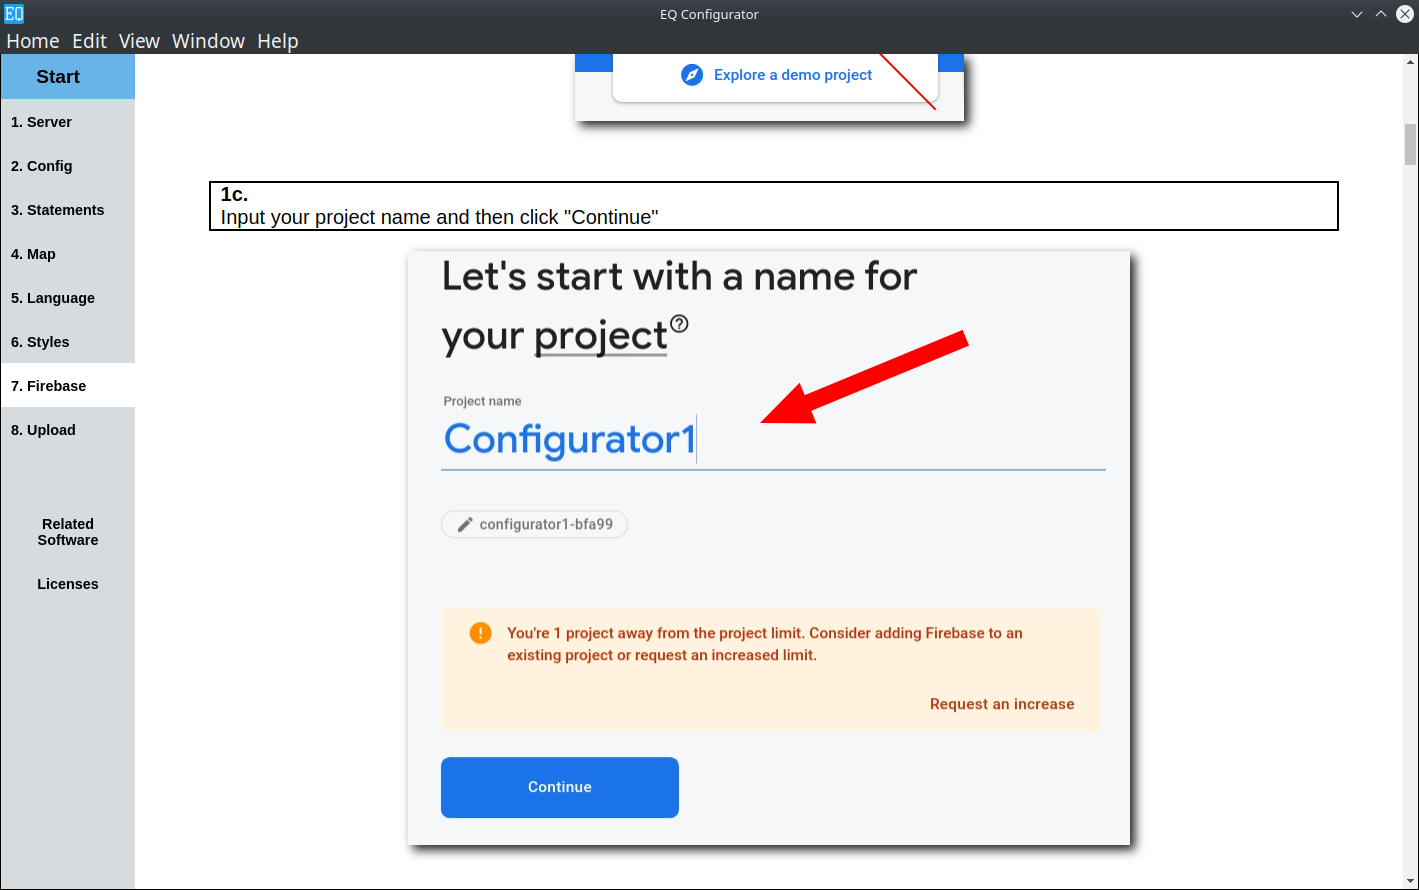 EQ EQ Configurator
Home Edit View Window Help
Start
1. Server
2. Config
3. Statements
4. Map
5. Language
6. Styles
7. Firebase
8. Upload
Related
Software
Licenses
Explore a demo project
1c.
Input your project name and then click "Continue"
Let's start with a name for
your project?
Project name
Configurator1
configurator1-bfa99
You're 1 project away from the project limit. Consider adding Firebase to an
existing project or request an increased limit.
Request an increase
Continue